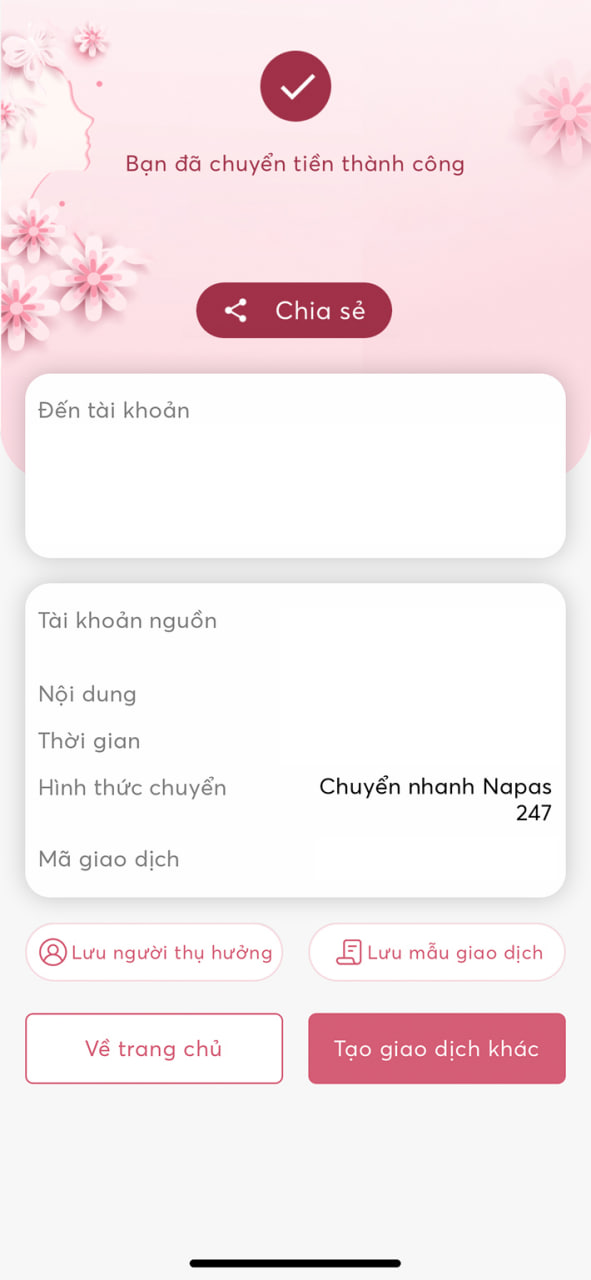 Bạn đã chuyển tiền thành công
Chia sẻ
Đến tài khoản
Tài khoản nguồn
Nội dung
Thời gian
Hình thức chuyển
Chuyển nhanh Napas
247
Mã giao dịch
Lưu người thụ hưởng
Lưu mẫu giao dịch
Về trang chủ
Tạo giao dịch khác